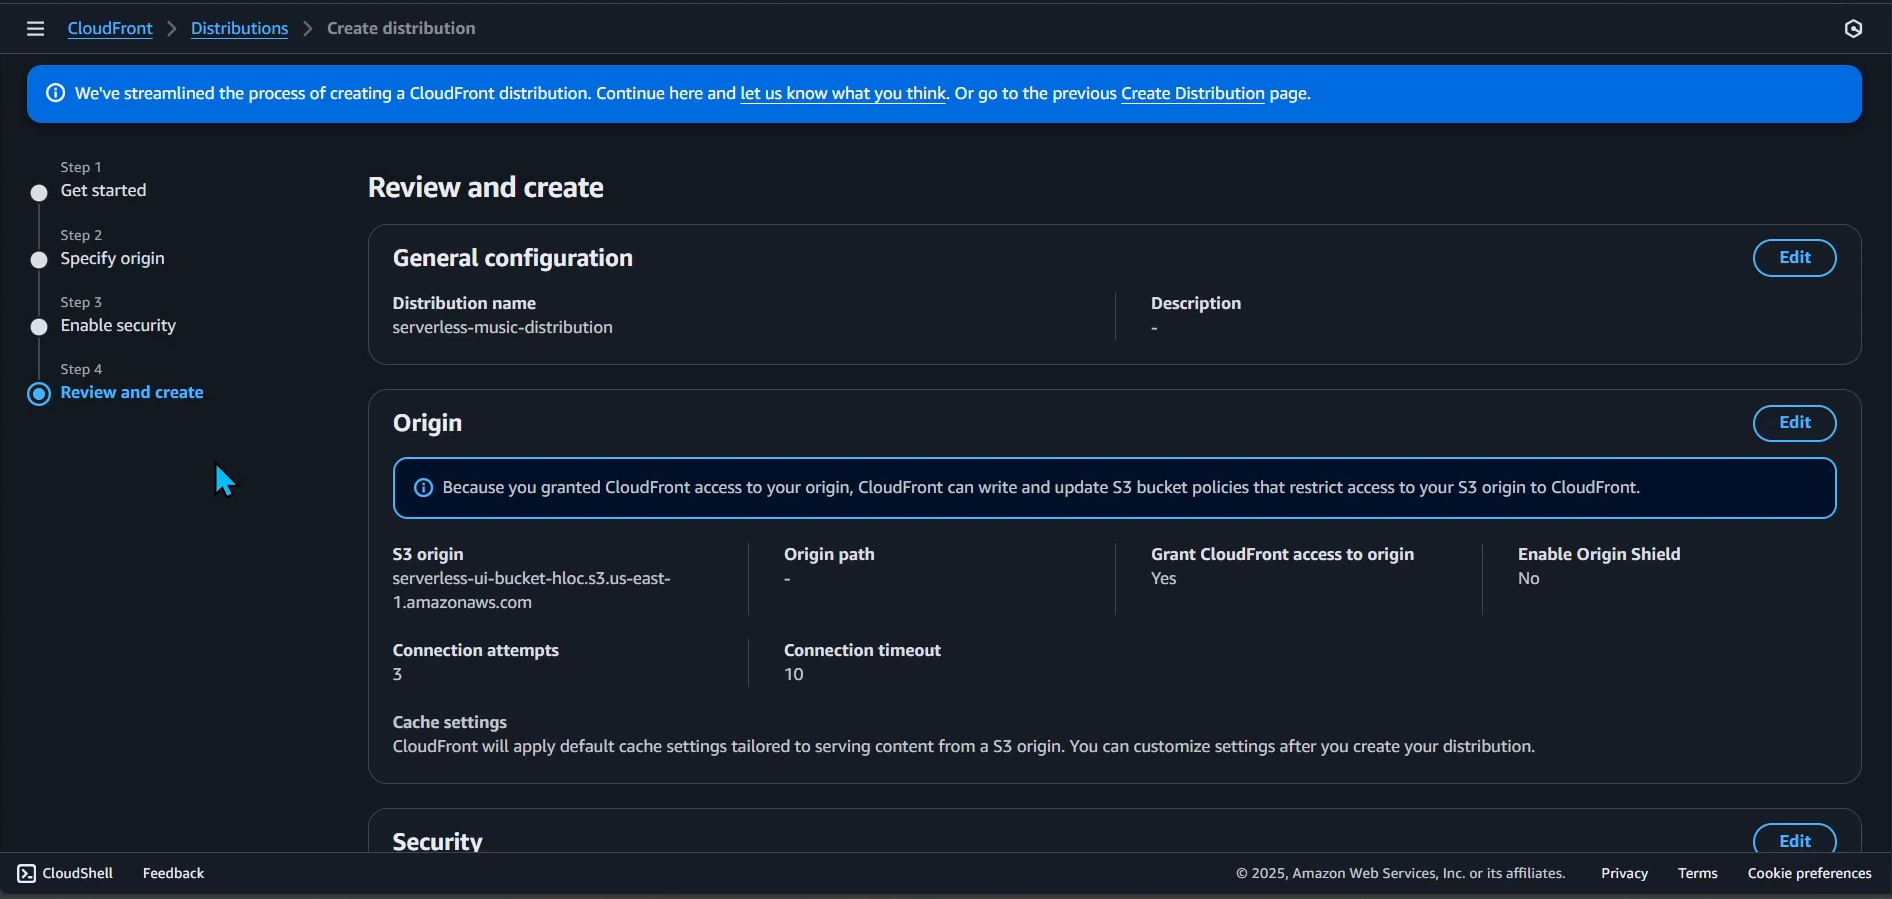 CloudFront > Distributions > Create distribution
We've streamlined the process of creating a CloudFront distribution. Continue here and let us know what you think. Or go to the previous Create Distribution page.
Step 1
Get started
Step 2
Specify origin
Step 3
Enable security
Step 4
Review and create
Review and create
General configuration
Edit
Distribution name
serverless-music-distribution
Description
-
Origin
Edit
Because you granted CloudFront access to your origin, CloudFront can write and update S3 bucket policies that restrict access to your S3 origin to CloudFront.
S3 origin
serverless-ui-bucket-hloc.s3.us-east-
1.amazonaws.com
Origin path
-
Grant CloudFront access to origin
Yes
Enable Origin Shield
No
Connection attempts
3
Connection timeout
10
Cache settings
CloudFront will apply default cache settings tailored to serving content from a S3 origin. You can customize settings after you create your distribution.
Security
Edit
CloudShell Feedback © 2025, Amazon Web Services, Inc. or its affiliates. Privacy Terms Cookie preferences